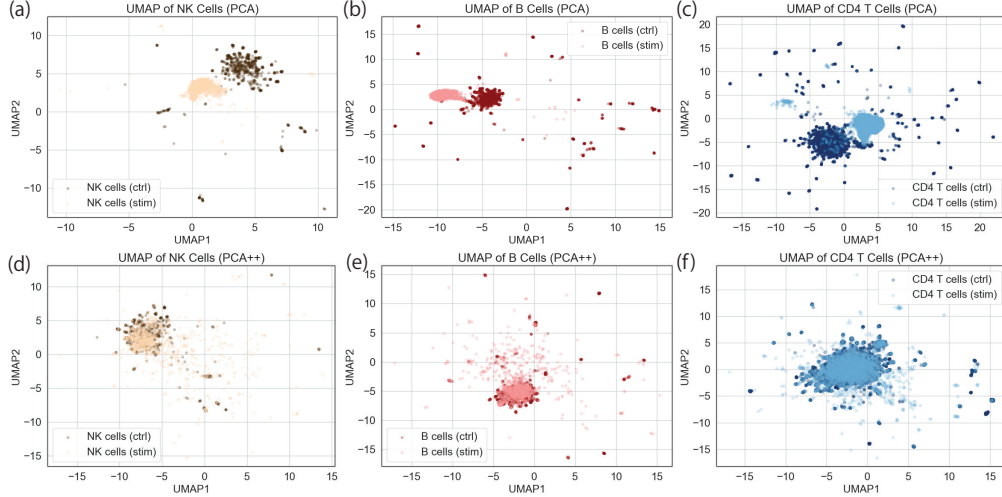 (a)
UMAP of NK Cells (PCA)
UMAP2
10
5
0
−5
−10
NK cells (ctrl)
NK cells (stim)
−10
−5
0
5
10
UMAP1
(b)
UMAP of B Cells (PCA)
UMAP2
15
10
5
0
−5
−10
−15
−20
B cells (ctrl)
B cells (stim)
−15
−10
−5
0
5
10
15
UMAP1
(c)
UMAP of CD4 T Cells (PCA)
UMAP2
20
15
10
5
0
−5
−10
−15
−20
CD4 T cells (ctrl)
CD4 T cells (stim)
−20
−10
0
10
20
UMAP1
(d)
UMAP of NK Cells (PCA++)
UMAP2
15
10
5
0
−5
−10
−15
NK cells (ctrl)
NK cells (stim)
−15
−10
−5
0
5
10
15
UMAP1
(e)
UMAP of B Cells (PCA++)
UMAP2
15
10
5
0
−5
−10
−15
B cells (ctrl)
B cells (stim)
−15
−10
−5
0
5
10
15
UMAP1
(f)
UMAP of CD4 T Cells (PCA++)
UMAP2
15
10
5
0
−5
−10
−15
CD4 T cells (ctrl)
CD4 T cells (stim)
−15
−10
−5
0
5
10
15
UMAP1